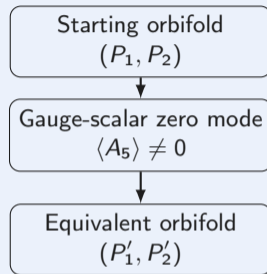 Starting orbifold
(P₁, P₂)
Gauge-scalar zero mode
⟨A₅⟩ ≠ 0
Equivalent orbifold
(P′₁, P′₂)